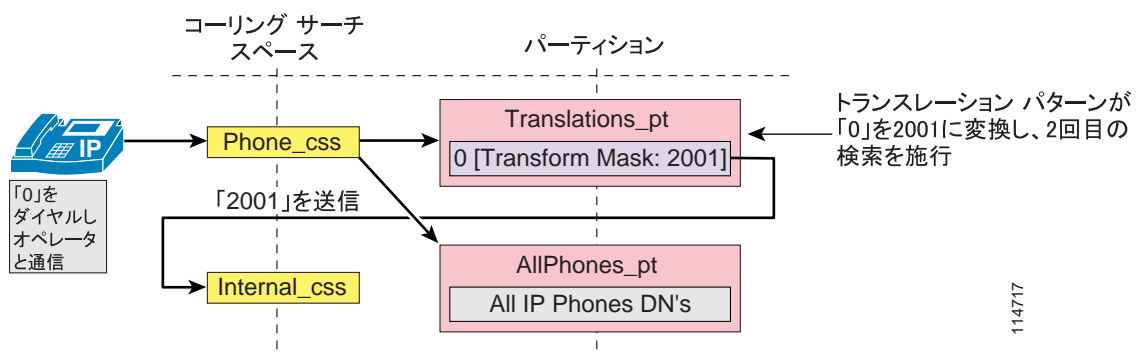 コーリング サーチ
スペース
パーティション
IP
「0」を
ダイヤルし
オペレータ
と通信
Phone_css
Translations_pt
0 [Transform Mask: 2001]
トランスレーション パターンが
「0」を2001に変換し、2回目の
検索を施行
「2001」を送信
Internal_css
AllPhones_pt
All IP Phones DN's
114717